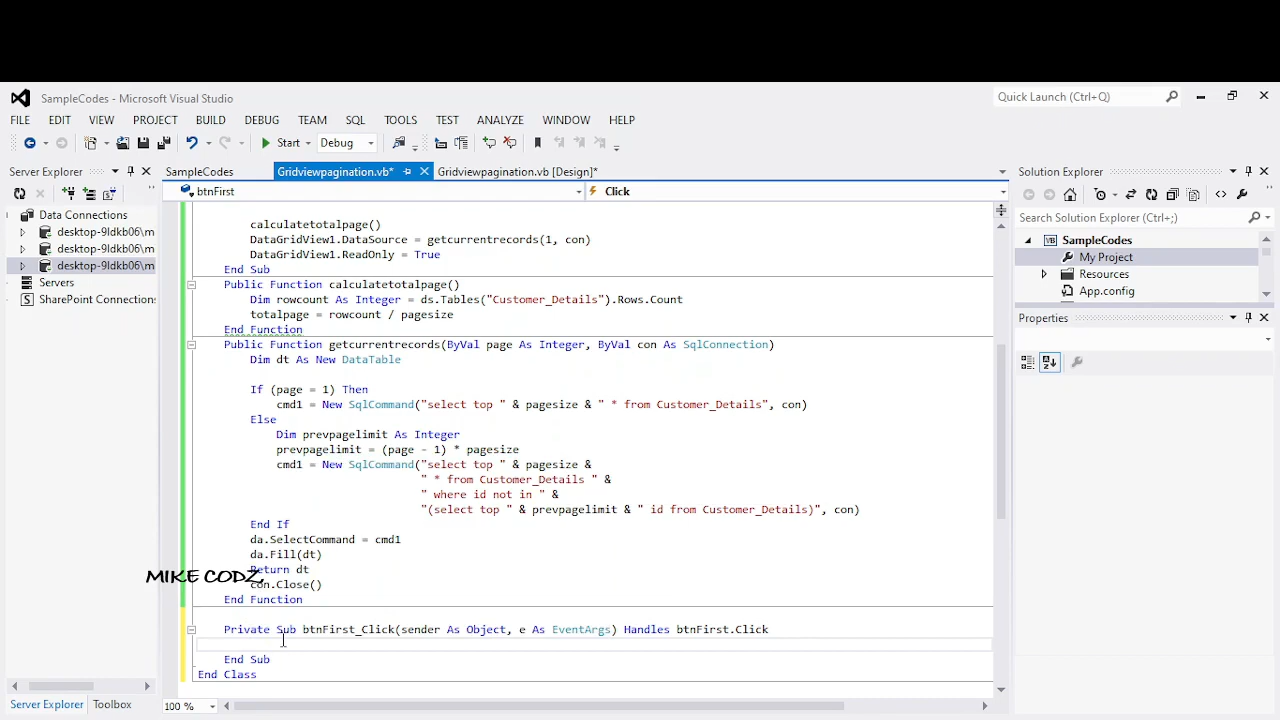 SampleCodes - Microsoft Visual Studio
Quick Launch (Ctrl+Q)
FILE EDIT VIEW PROJECT BUILD DEBUG TEAM SQL TOOLS TEST ANALYZE WINDOW HELP
Start Debug
Server Explorer
SampleCodes
Gridviewpagination.vb*
Gridviewpagination.vb [Design]*
Solution Explorer
btnFirst
Click
Search Solution Explorer (Ctrl+;)
Data Connections
desktop-9ldkb06\m
desktop-9ldkb06\m
desktop-9ldkb06\m
Servers
SharePoint Connections
calculatetotalpage()
DataGridView1.DataSource = getcurrentrecords(1, con)
DataGridView1.ReadOnly = True
End Sub
Public Function calculatetotalpage()
Dim rowcount As Integer = ds.Tables("Customer_Details").Rows.Count
totalpage = rowcount / pagesize
End Function
Public Function getcurrentrecords(ByVal page As Integer, ByVal con As SqlConnection)
Dim dt As New DataTable
If (page = 1) Then
cmd1 = New SqlCommand("select top " & pagesize & " * from Customer_Details", con)
Else
Dim prevpagelimit As Integer
prevpagelimit = (page - 1) * pagesize
cmd1 = New SqlCommand("select top " & pagesize &
" * from Customer_Details " &
" where id not in " &
"(select top " & prevpagelimit & " id from Customer_Details)", con)
End If
da.SelectCommand = cmd1
da.Fill(dt)
Return dt
MIKE CODZ
con.Close()
End Function
Private Sub btnFirst_Click(sender As Object, e As EventArgs) Handles btnFirst.Click
End Sub
End Class
SampleCodes
My Project
Resources
App.config
Properties
Server Explorer
Toolbox
100 %